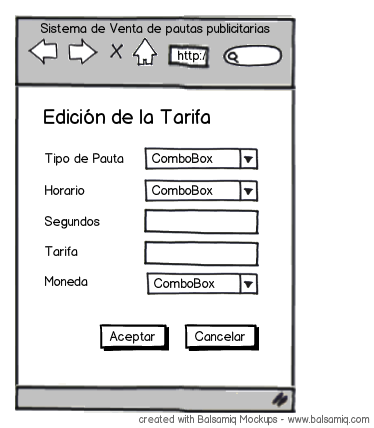 Sistema de Venta de pautas publicitarias
http:/
Edición de la Tarifa
Tipo de Pauta ComboBox
Horario ComboBox
Segundos
Tarifa
Moneda ComboBox
Aceptar Cancelar
created with Balsamiq Mockups - www.balsamiq.com